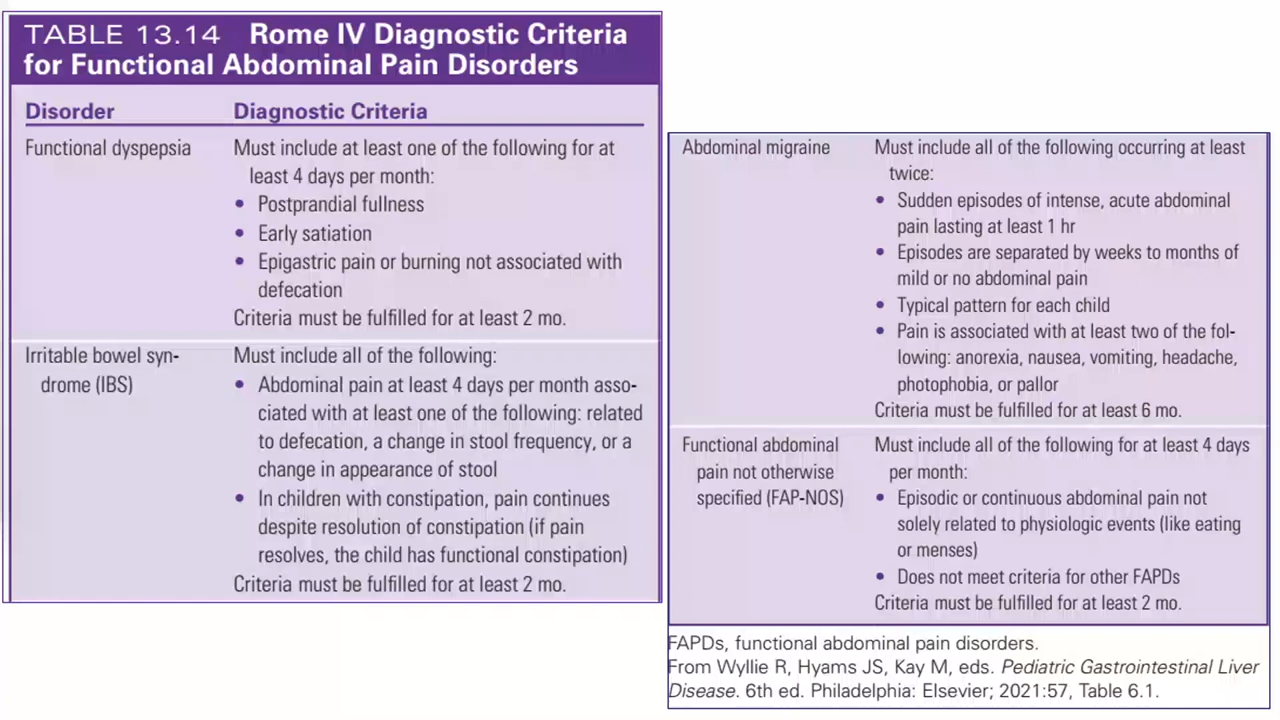 TABLE 13.14 Rome IV Diagnostic Criteria
for Functional Abdominal Pain Disorders
Disorder Diagnostic Criteria
Functional dyspepsia Must include at least one of the following for at
least 4 days per month:
• Postprandial fullness
• Early satiation
• Epigastric pain or burning not associated with
defecation
Criteria must be fulfilled for at least 2 mo.
Irritable bowel syn- Must include all of the following:
drome (IBS) • Abdominal pain at least 4 days per month asso-
ciated with at least one of the following: related
to defecation, a change in stool frequency, or a
change in appearance of stool
• In children with constipation, pain continues
despite resolution of constipation (if pain
resolves, the child has functional constipation)
Criteria must be fulfilled for at least 2 mo.
Abdominal migraine Must include all of the following occurring at least
twice:
• Sudden episodes of intense, acute abdominal
pain lasting at least 1 hr
• Episodes are separated by weeks to months of
mild or no abdominal pain
• Typical pattern for each child
• Pain is associated with at least two of the fol-
lowing: anorexia, nausea, vomiting, headache,
photophobia, or pallor
Criteria must be fulfilled for at least 6 mo.
Functional abdominal Must include all of the following for at least 4 days
pain not otherwise per month:
specified (FAP-NOS) • Episodic or continuous abdominal pain not
solely related to physiologic events (like eating
or menses)
• Does not meet criteria for other FAPDs
Criteria must be fulfilled for at least 2 mo.
FAPDs, functional abdominal pain disorders.
From Wyllie R, Hyams JS, Kay M, eds. Pediatric Gastrointestinal Liver
Disease. 6th ed. Philadelphia: Elsevier; 2021:57, Table 6.1.